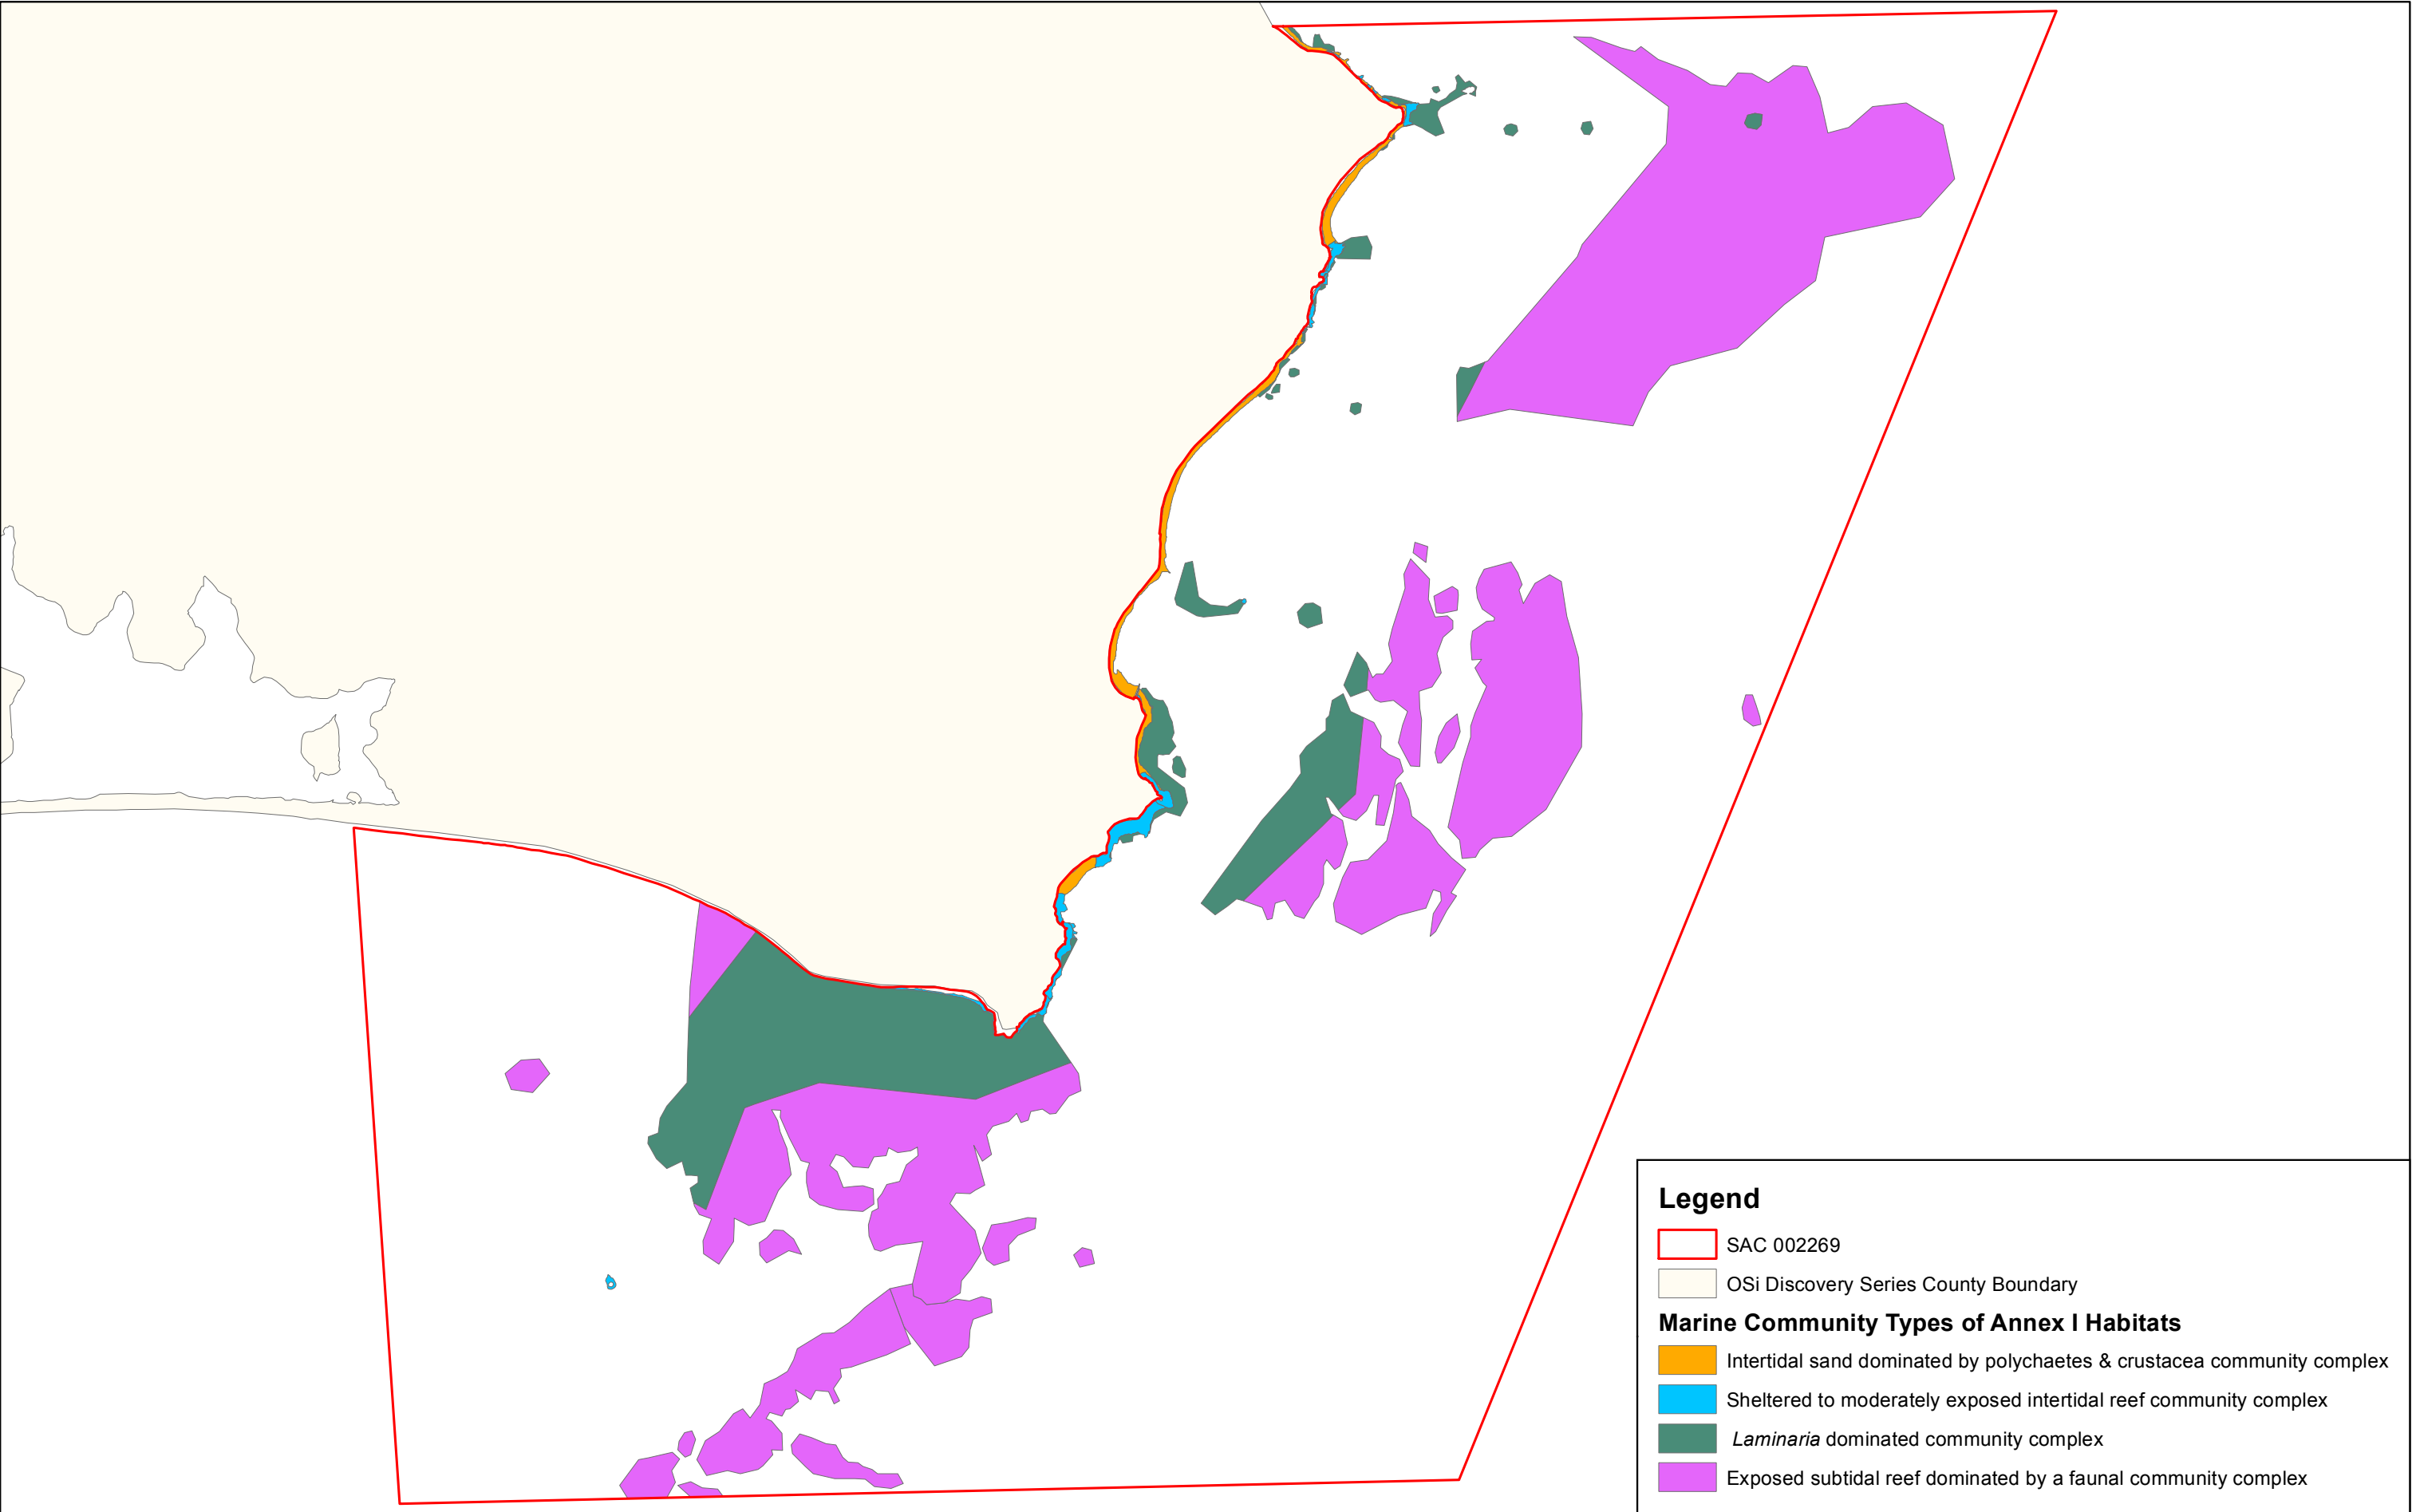 Legend
SAC 002269
OSi Discovery Series County Boundary
Marine Community Types of Annex I Habitats
Intertidal sand dominated by polychaetes & crustacea community complex
Sheltered to moderately exposed intertidal reef community complex
Laminaria dominated community complex
Exposed subtidal reef dominated by a faunal community complex